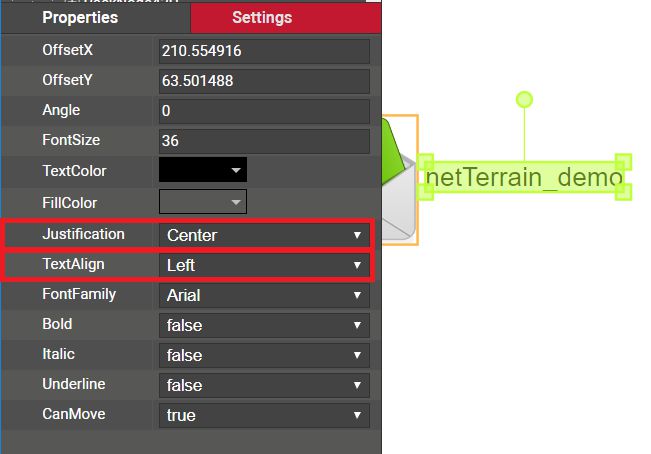 Properties Settings
OffsetX 210.554916
OffsetY 63.501488
Angle 0
FontSize 36
TextColor
FillColor
Justification Center
TextAlign Left
FontFamily Arial
Bold false
Italic false
Underline false
CanMove true
netTerrain_demo